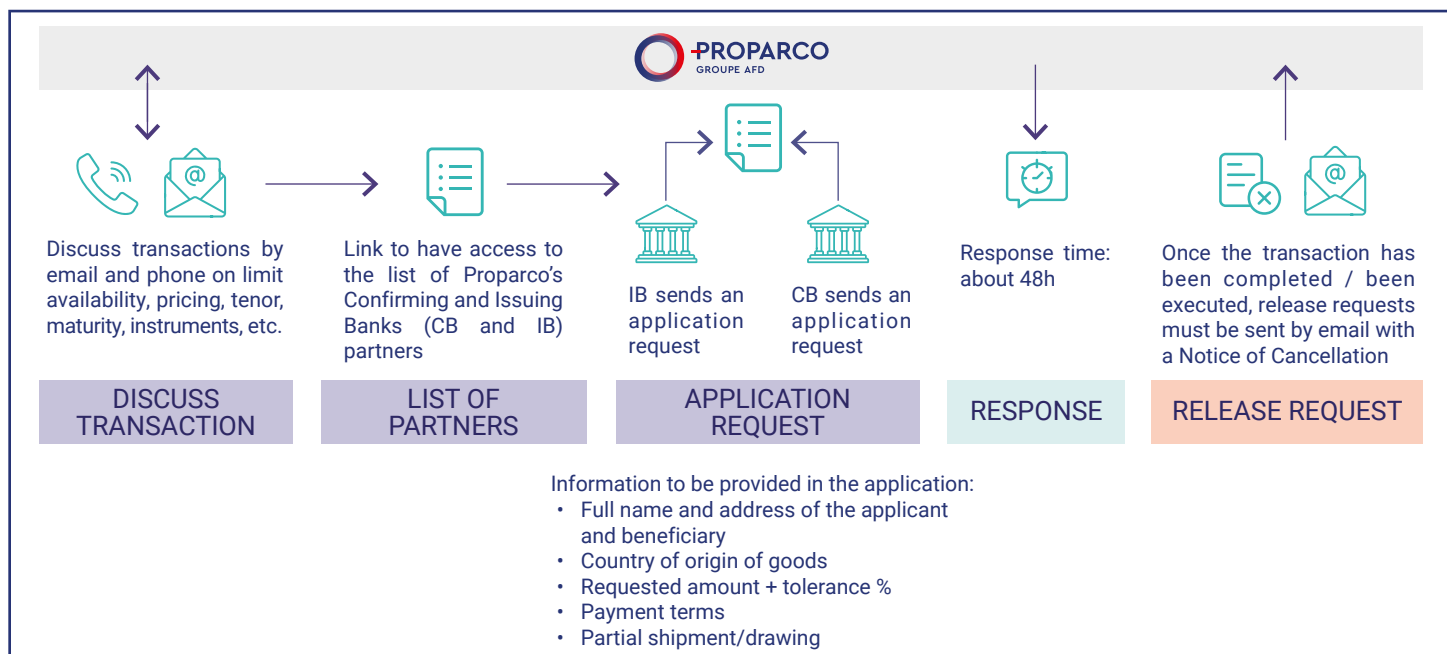 PROPARCO
GROUPE AFD
Discuss transactions by
email and phone on limit
availability, pricing, tenor,
maturity, instruments, etc.
DISCUSS
TRANSACTION
Link to have access to
the list of Proparco’s
Confirming and Issuing
Banks (CB and IB)
partners
LIST OF
PARTNERS
IB sends an
application
request
CB sends an
application
request
APPLICATION
REQUEST
Response time:
about 48h
RESPONSE
Once the transaction has
been completed / been
executed, release requests
must be sent by email with
a Notice of Cancellation
RELEASE REQUEST
Information to be provided in the application:
• Full name and address of the applicant
and beneficiary
• Country of origin of goods
• Requested amount + tolerance %
• Payment terms
• Partial shipment/drawing